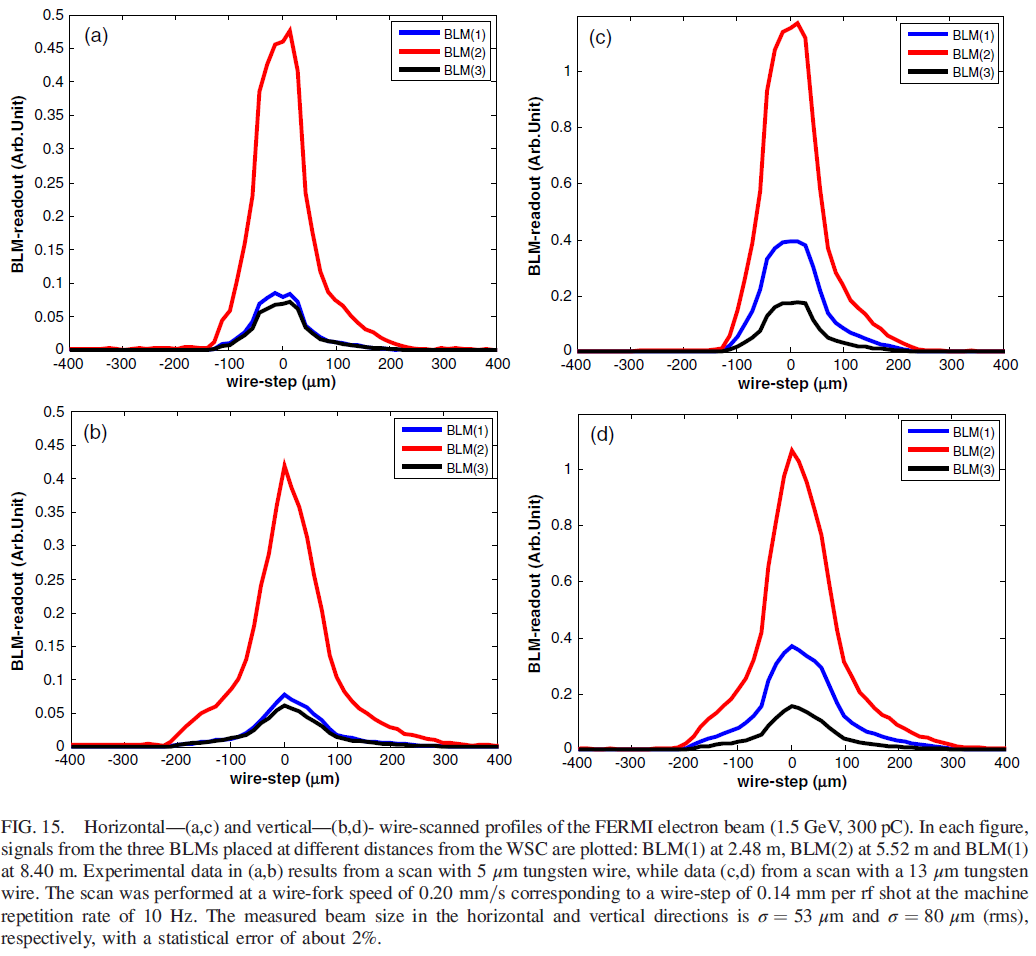 (a)
BLM(1)
BLM(2)
BLM(3)
BLM-readout (Arb.Unit)
0.5
0.45
0.4
0.35
0.3
0.25
0.2
0.15
0.1
0.05
0
-400 -300 -200 -100 0 100 200 300 400
wire-step (μm)
(c)
BLM(1)
BLM(2)
BLM(3)
BLM-readout (Arb.Unit)
1
0.8
0.6
0.4
0.2
0
-400 -300 -200 -100 0 100 200 300 400
wire-step (μm)
(b)
BLM(1)
BLM(2)
BLM(3)
BLM-readout (Arb.Unit)
0.5
0.45
0.4
0.35
0.3
0.25
0.2
0.15
0.1
0.05
0
-400 -300 -200 -100 0 100 200 300 400
wire-step (μm)
(d)
BLM(1)
BLM(2)
BLM(3)
BLM-readout (Arb.Unit)
1
0.8
0.6
0.4
0.2
0
-400 -300 -200 -100 0 100 200 300 400
wire-step (μm)
FIG. 15. Horizontal—(a,c) and vertical—(b,d)- wire-scanned profiles of the FERMI electron beam (1.5 GeV, 300 pC). In each figure,
signals from the three BLMs placed at different distances from the WSC are plotted: BLM(1) at 2.48 m, BLM(2) at 5.52 m and BLM(1)
at 8.40 m. Experimental data in (a,b) results from a scan with 5 μm tungsten wire, while data (c,d) from a scan with a 13 μm tungsten
wire. The scan was performed at a wire-fork speed of 0.20 mm/s corresponding to a wire-step of 0.14 mm per rf shot at the machine
repetition rate of 10 Hz. The measured beam size in the horizontal and vertical directions is σ = 53 μm and σ = 80 μm (rms),
respectively, with a statistical error of about 2%.